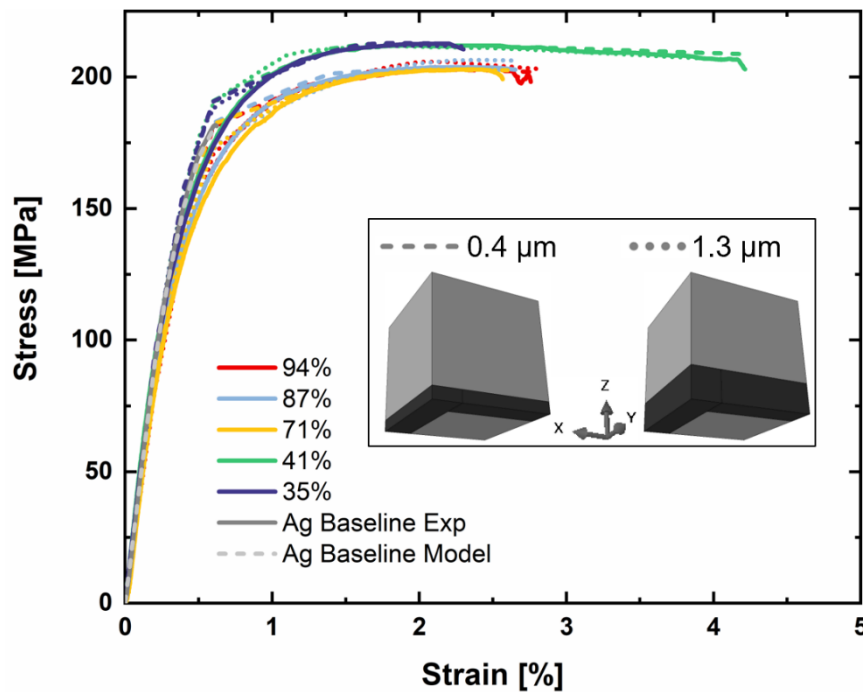 200
150
100
50
0
Stress [MPa]
0.4 µm
1.3 µm
Z
X
Y
94%
87%
71%
41%
35%
Ag Baseline Exp
Ag Baseline Model
0 1 2 3 4 5
Strain [%]